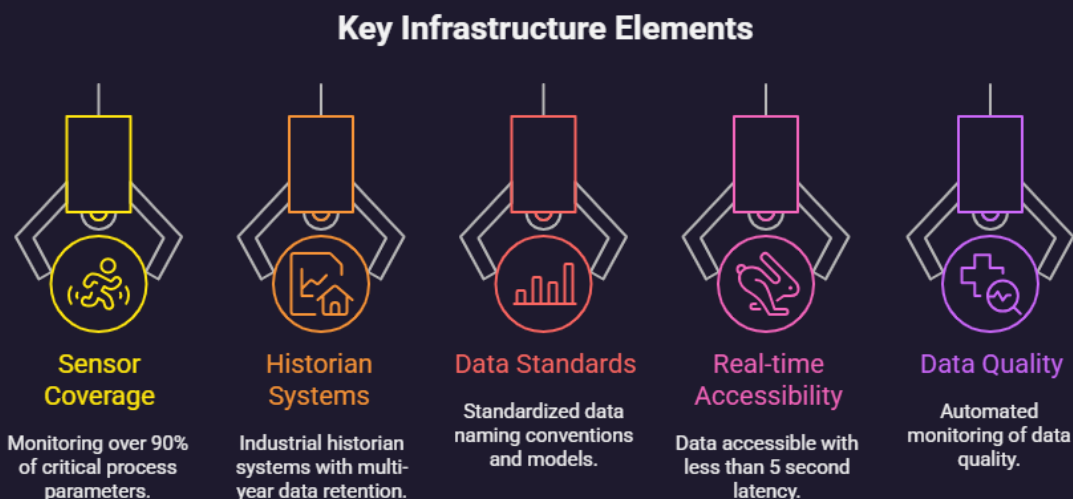 Key Infrastructure Elements
Sensor
Coverage
Monitoring over 90%
of critical process
parameters.
Historian
Systems
Industrial historian
systems with multi-
year data retention.
Data Standards
Standardized data
naming conventions
and models.
Real-time
Accessibility
Data accessible with
less than 5 second
latency.
Data Quality
Automated
monitoring of data
quality.